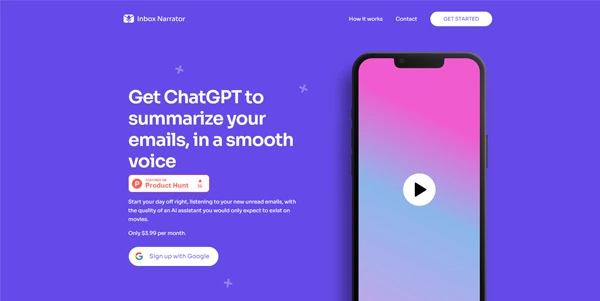 Inbox Narrator
How it works
Contact
GET STARTED
Get ChatGPT to
summarize your
emails, in a smooth
voice
FEATURED ON
Product Hunt
Start your day off right, listening to your new unread emails, with
the quality of an AI assistant you would only expect to exist on
movies.
Only $3.99 per month.
Sign up with Google